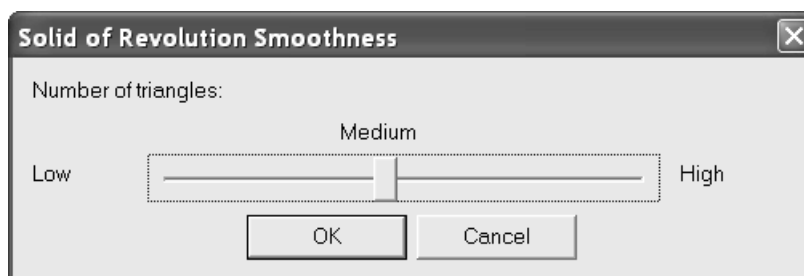 Solid of Revolution Smoothness
Number of triangles:
Medium
Low High
OK Cancel